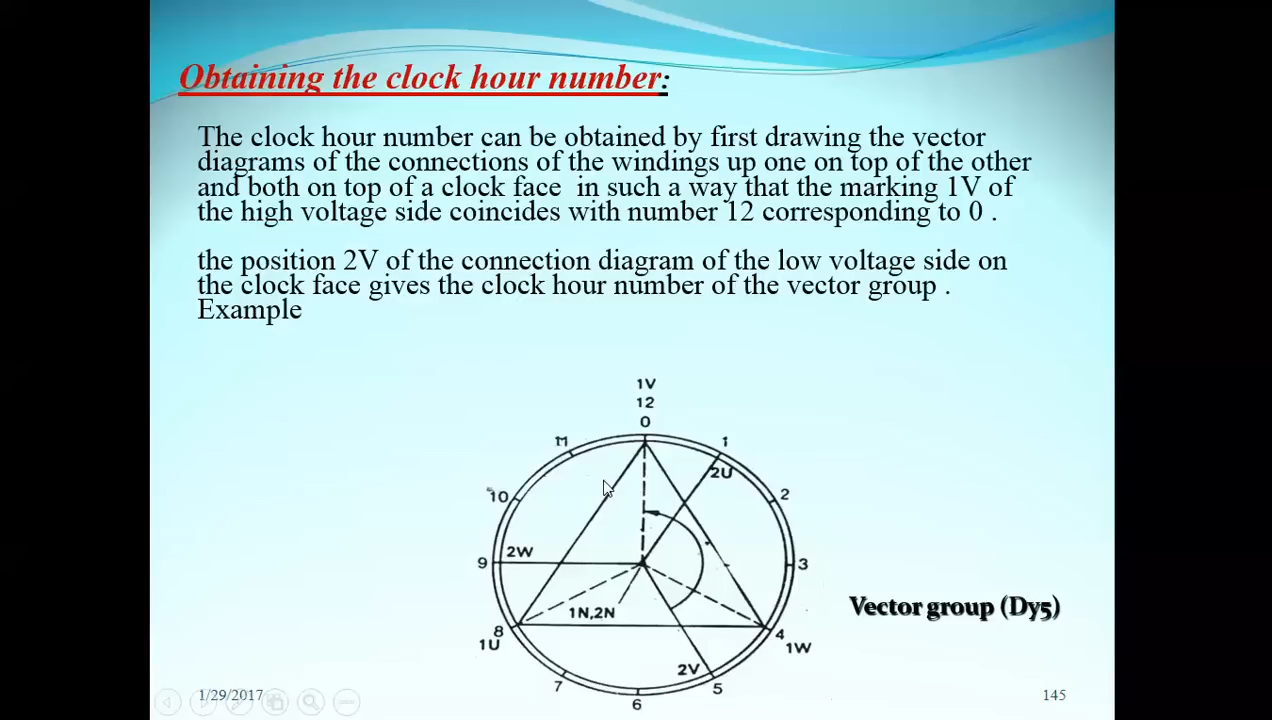 Obtaining the clock hour number:
The clock hour number can be obtained by first drawing the vector
diagrams of the connections of the windings up one on top of the other
and both on top of a clock face in such a way that the marking 1V of
the high voltage side coincides with number 12 corresponding to 0 .
the position 2V of the connection diagram of the low voltage side on
the clock face gives the clock hour number of the vector group .
Example
1V
12
0
11
1
2U
10
2
2W
9
3
1N,2N
Vector group (Dy5)
8
4
1U
1W
2V
7
5
6
1/29/2017
145